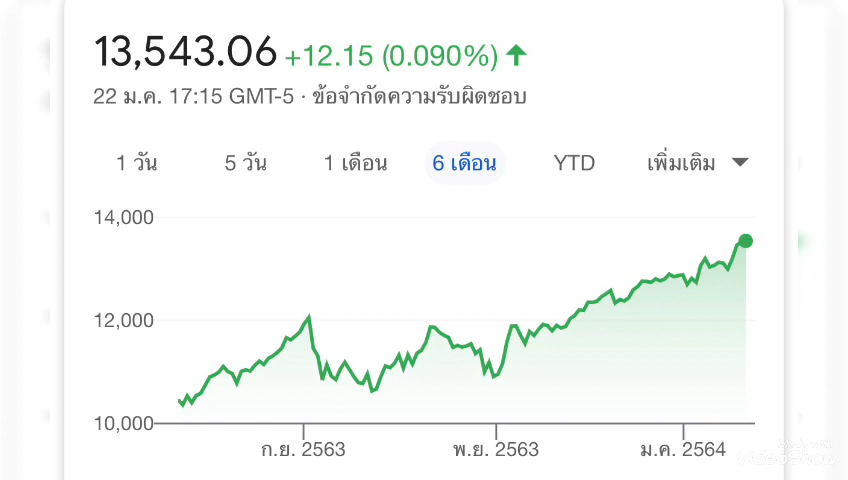 13,543.06 +12.15 (0.090%)
22 ม.ค. 17:15 GMT-5 · ข้อจำกัดความรับผิดชอบ
1 วัน 5 วัน 1 เดือน 6 เดือน YTD เพิ่มเติม
14,000
12,000
10,000
ก.ย. 2563 พ.ย. 2563 ม.ค. 2564
Made with
VideoShow